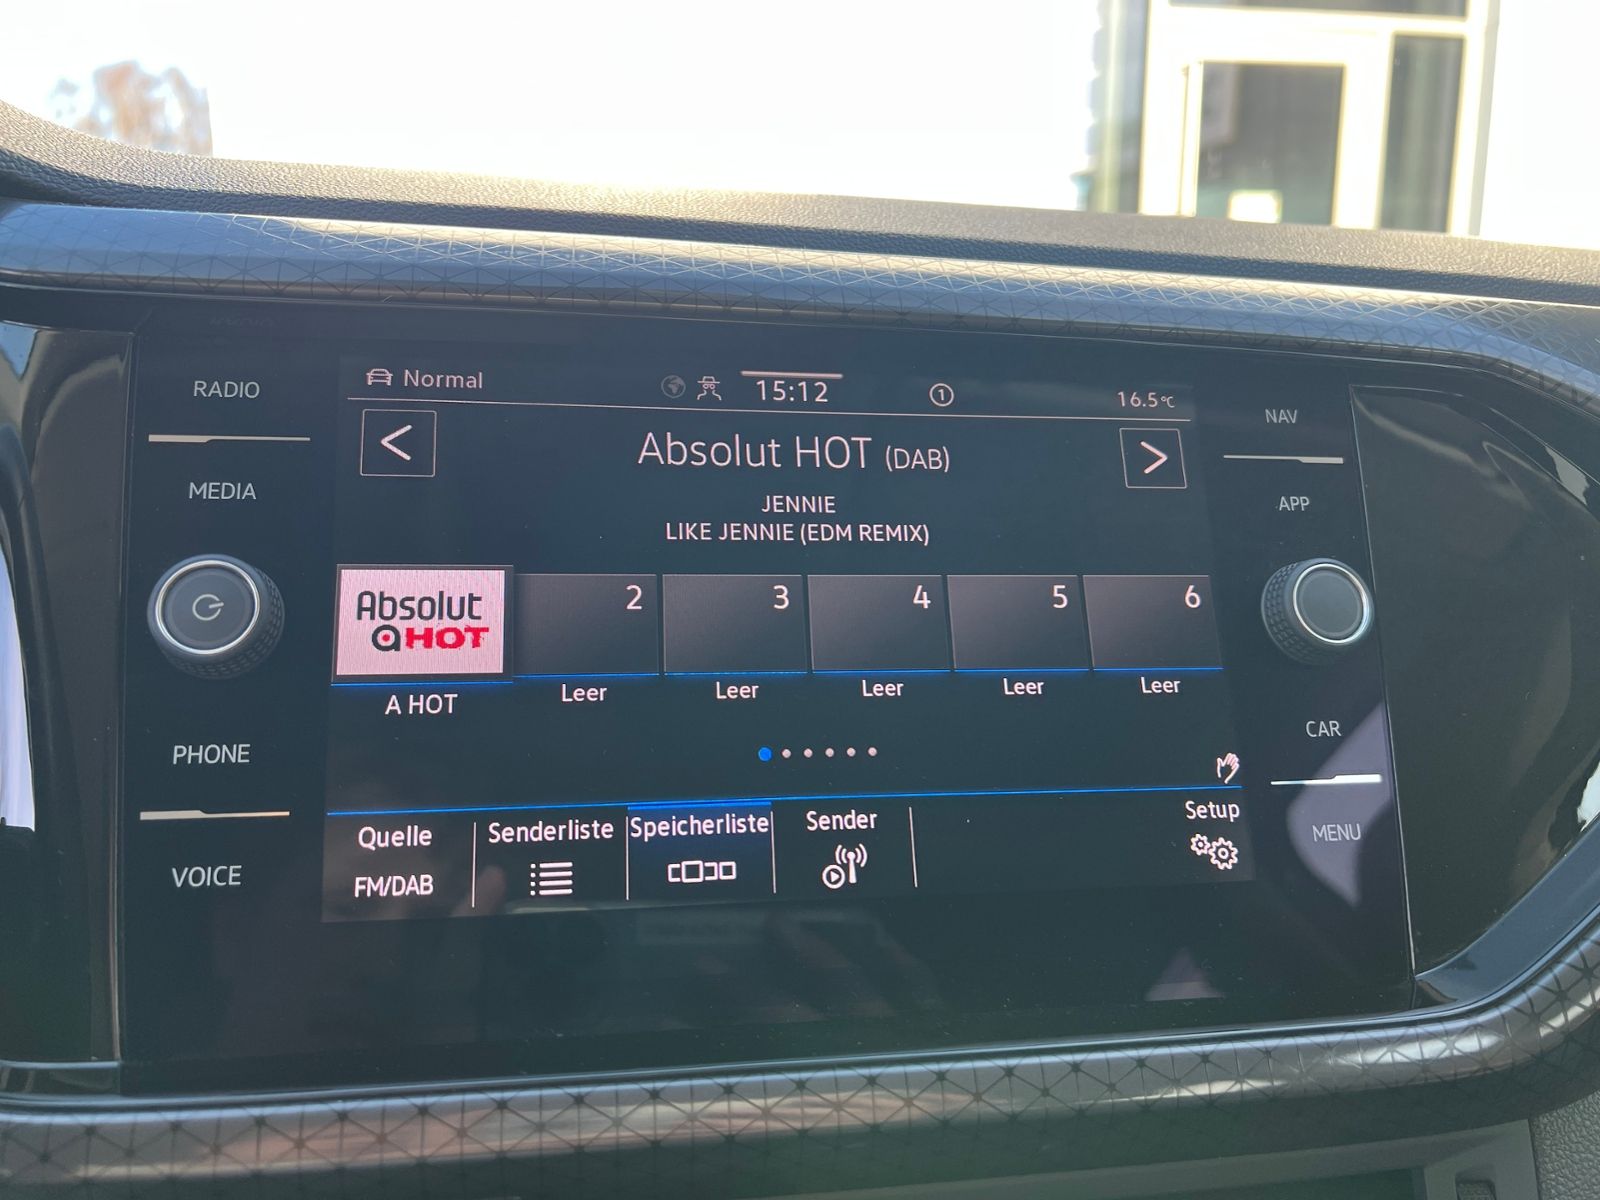 RADIO
MEDIA
PHONE
VOICE
Normal
15:12
1
16.5°C
<
Absolut HOT (DAB)
>
JENNIE
LIKE JENNIE (EDM REMIX)
Absolut
HOT
2
3
4
5
6
A HOT
Leer
Leer
Leer
Leer
Leer
Quelle
FM/DAB
Senderliste
Speicherliste
Sender
Setup
NAV
APP
CAR
MENU